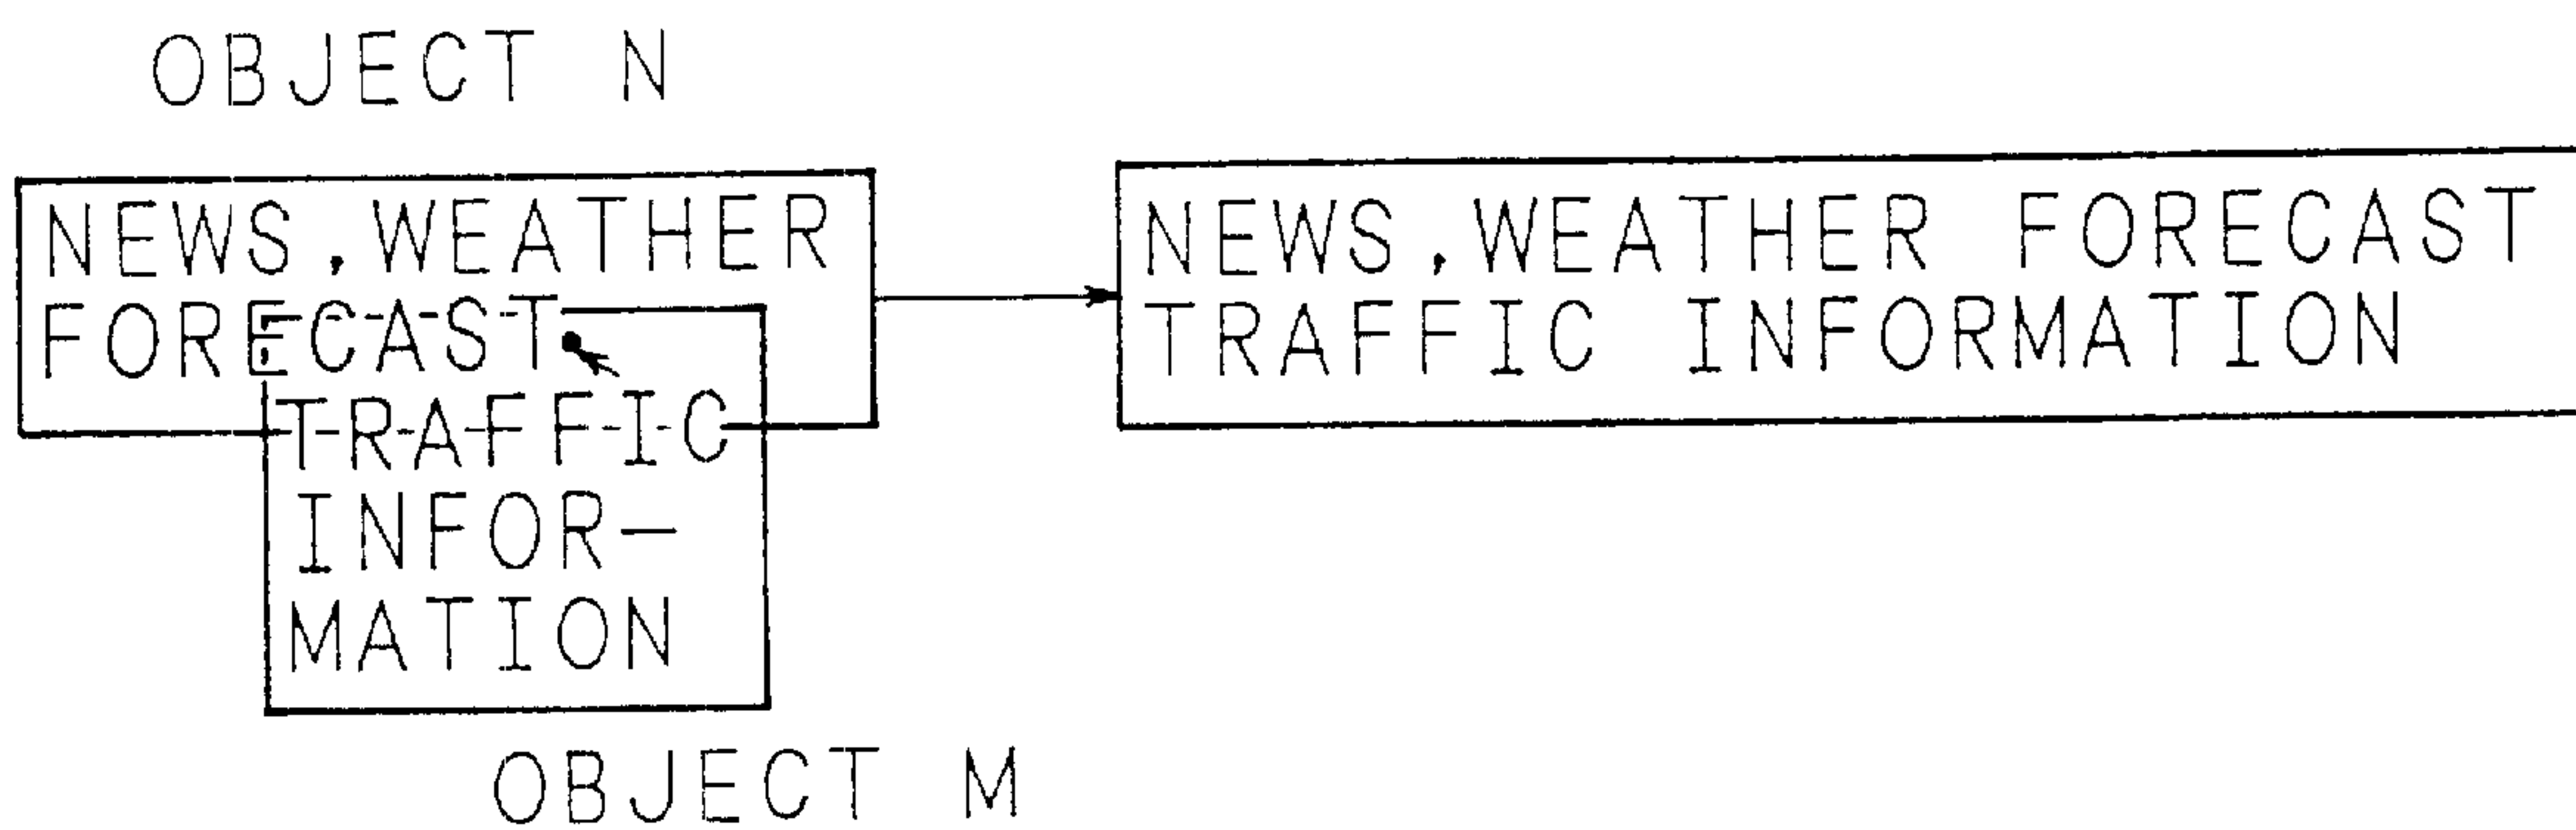 OBJECT N
NEWS,WEATHER
FORECAST
TRAFFIC
INFOR-
MATION
OBJECT M
NEWS,WEATHER FORECAST
TRAFFIC INFORMATION